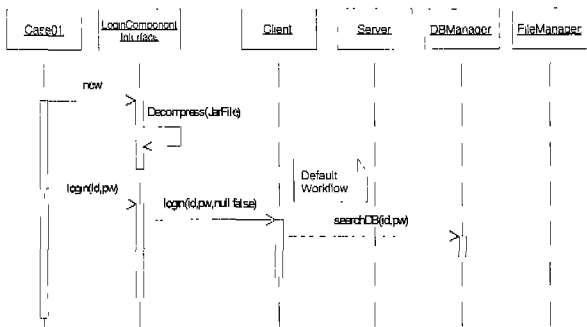 Case01
LoginComponent
Interface
Client
Server
DBManager
FileManager
new
Decompress(JarFile)
Default
Workflow
login(id,pw)
login(id,pw,null false)
searchDB(id,pw)